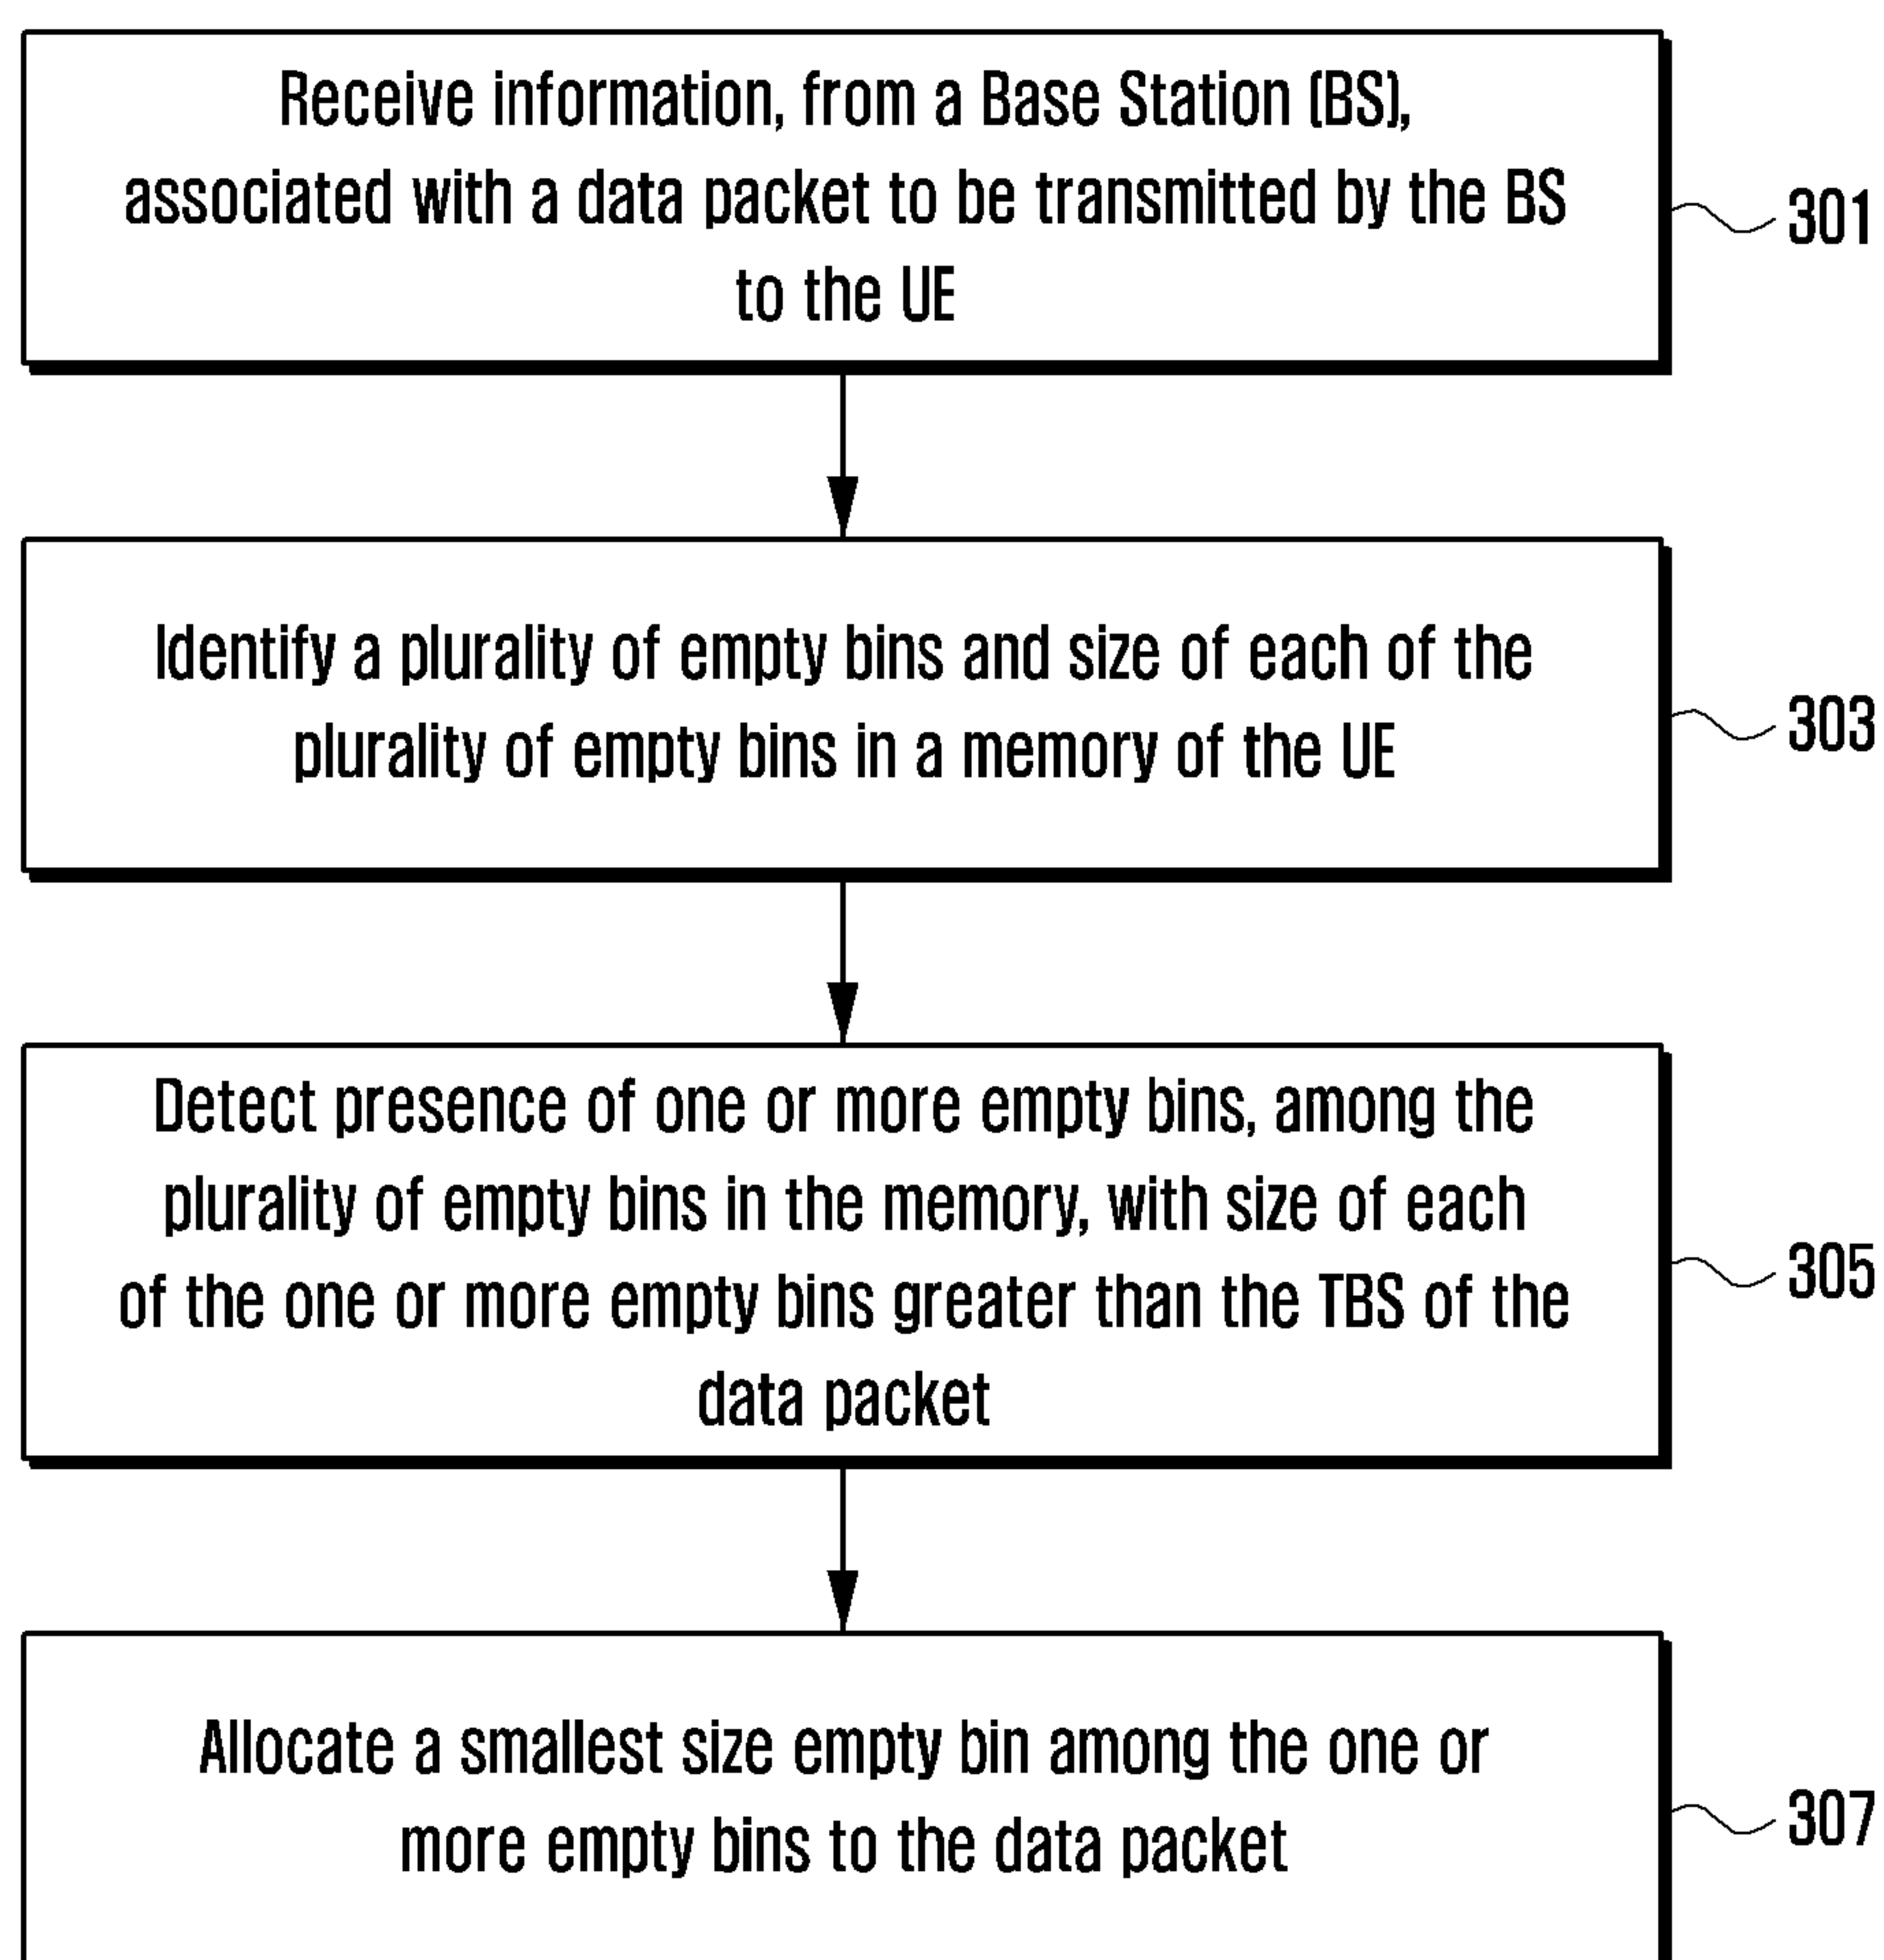 Receive information, from a Base Station (BS),
associated with a data packet to be transmitted by the BS
to the UE
301
Identify a plurality of empty bins and size of each of the
plurality of empty bins in a memory of the UE
303
Detect presence of one or more empty bins, among the
plurality of empty bins in the memory, with size of each
of the one or more empty bins greater than the TBS of the
data packet
305
Allocate a smallest size empty bin among the one or
more empty bins to the data packet
307